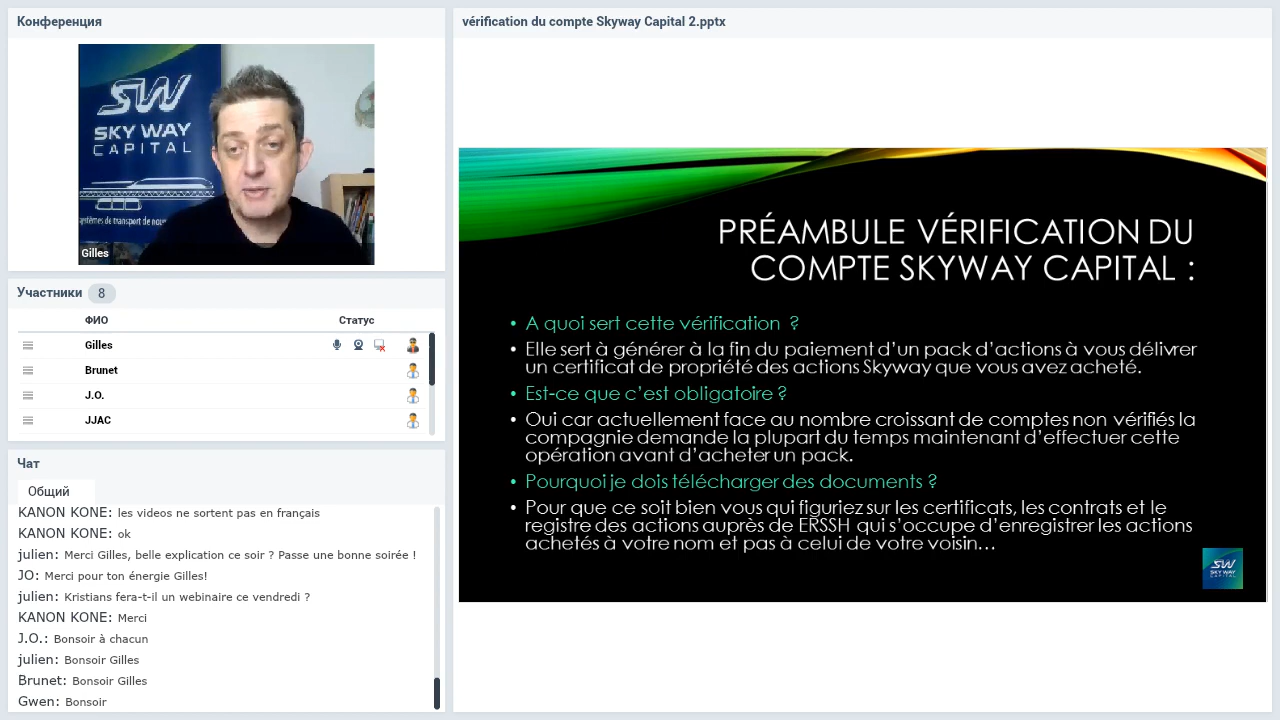 Конференция
SW
SKY WAY
CAPITAL
Gilles
Участники 8
ФИО Статус
Gilles
Brunet
J.O.
JJAC
Чат
Общий
KANON KONE: les videos ne sortent pas en français
KANON KONE: ok
julien: Merci Gilles, belle explication ce soir ? Passe une bonne soirée !
JO: Merci pour ton énergie Gilles!
julien: Kristians fera-t-il un webinaire ce vendredi ?
KANON KONE: Merci
J.O.: Bonsoir à chacun
julien: Bonsoir Gilles
Brunet: Bonsoir Gilles
Gwen: Bonsoir
vérification du compte Skyway Capital 2.pptx
PRÉAMBULE VÉRIFICATION DU
COMPTE SKYWAY CAPITAL :
• A quoi sert cette vérification ?
• Elle sert à générer à la fin du paiement d’un pack d’actions à vous délivrer
un certificat de propriété des actions Skyway que vous avez acheté.
• Est-ce que c’est obligatoire ?
• Oui car actuellement face au nombre croissant de comptes non vérifiés la
compagnie demande la plupart du temps maintenant d’effectuer cette
opération avant d’acheter un pack.
• Pourquoi je dois télécharger des documents ?
• Pour que ce soit bien vous qui figuriez sur les certificats, les contrats et le
registre des actions auprès de ERSSH qui s’occupe d’enregistrer les actions
achetés à votre nom et pas à celui de votre voisin…
SW
SKY WAY
CAPITAL